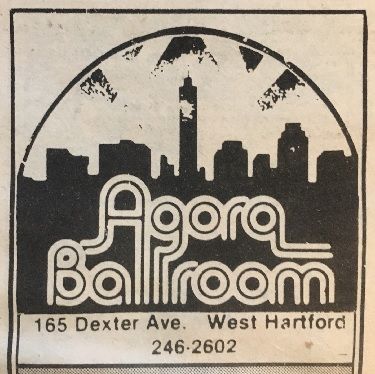 Agora
Ballroom
165 Dexter Ave. West Hartford
246-2602